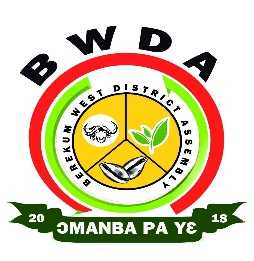 BWDA
BEREKUM WEST DISTRICT ASSEMBLY
20 18
ƆMANBA PA YƐ